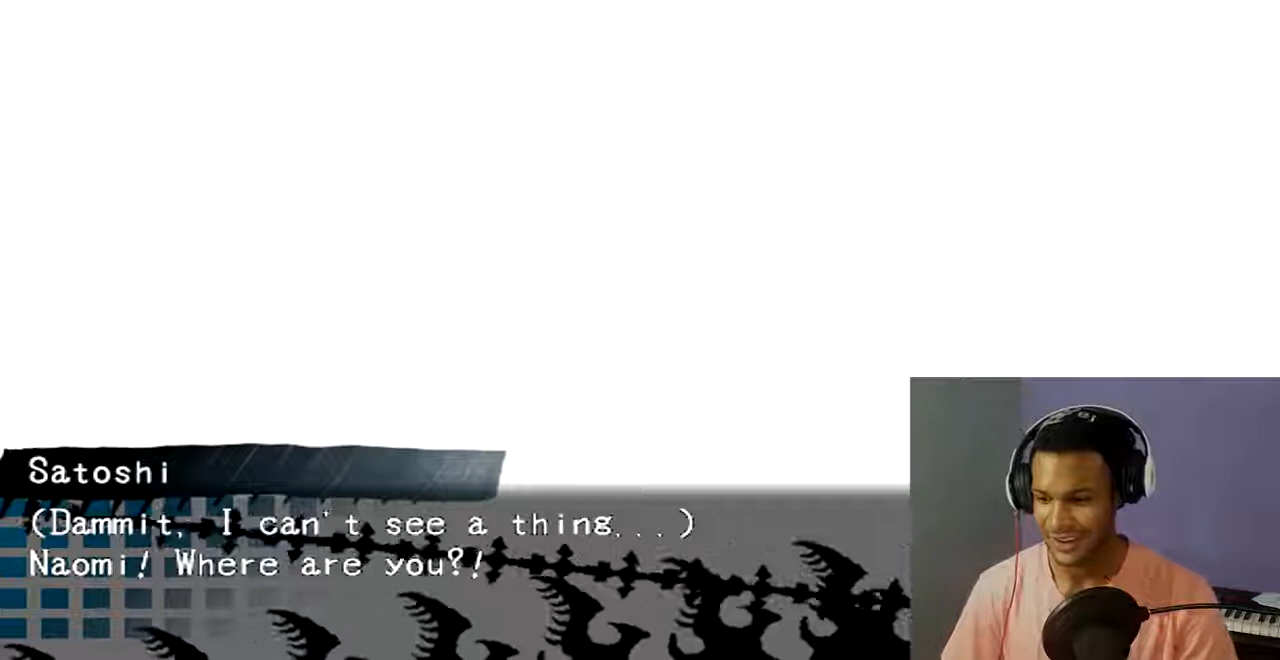 Satoshi
(Dammit, I can't see a thing...)
Naomi! Where are you?!